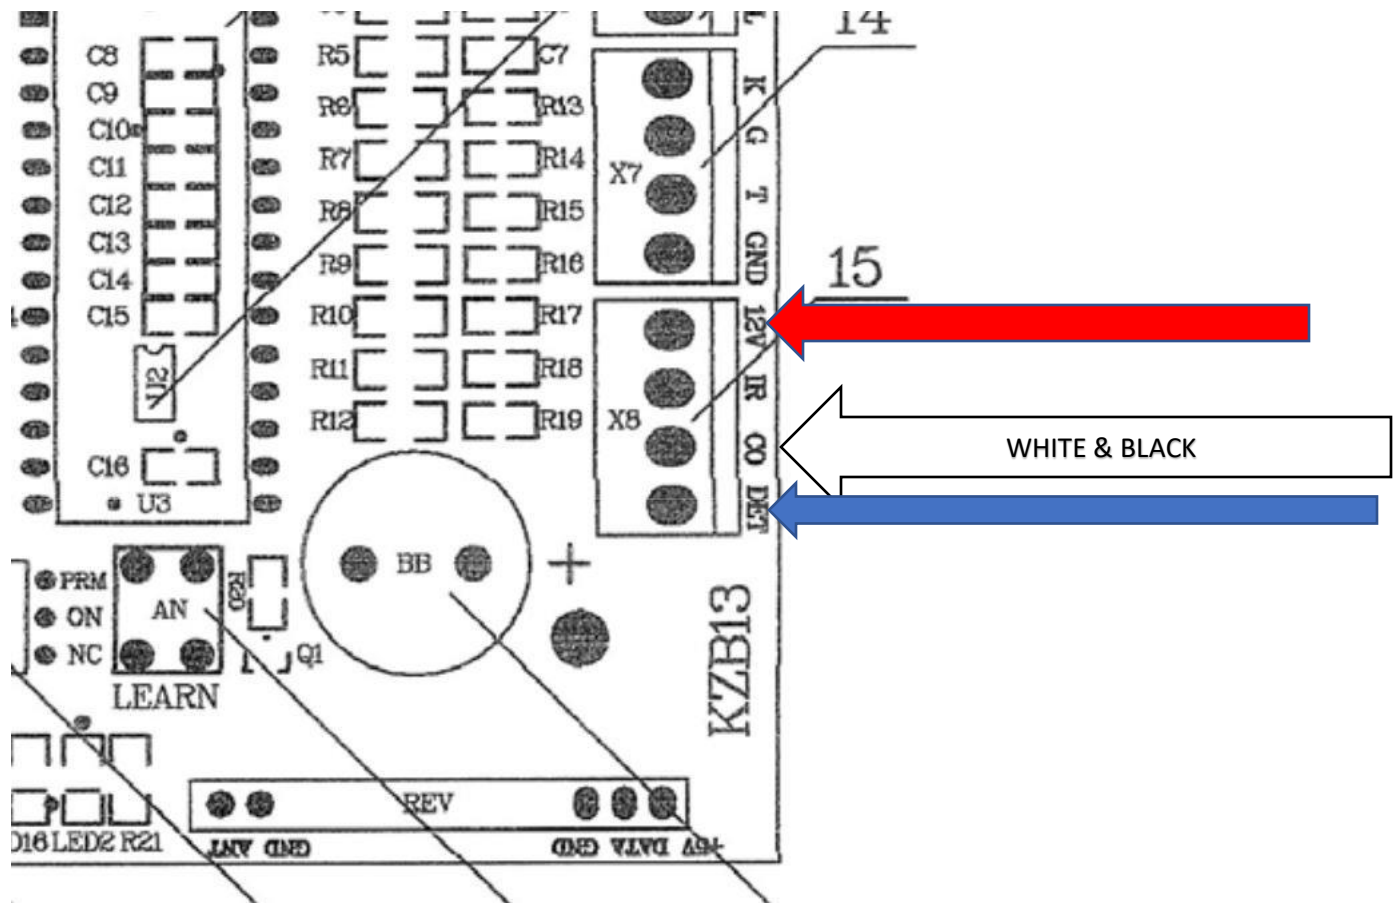 14
C8
R5
C7
K
C9
R6
R13
G
C10
C11
R7
R14
X7
C12
R8
R15
T
C13
R9
R16
GND
15
C14
C15
R10
R17
12V
U2
R11
R18
IR
R12
R19
X8
CO
WHITE & BLACK
C16
U3
DET
PRM
ON
NC
AN
R20
BB
+
Q1
LEARN
KZB13
REV
D16 LED2 R21
ANT GND
GND DATA +5V